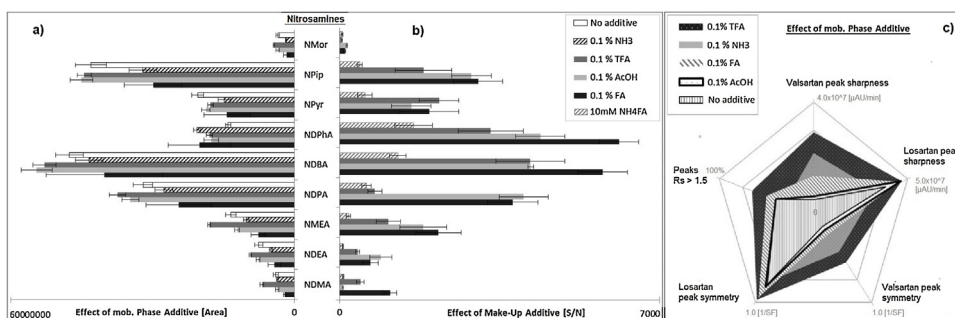 a)
Nitrosamines
b)
NMor
NPip
NPyr
NDPhA
NDBA
NDPA
NMEA
NDEA
NDMA
No additive
0.1 % NH3
0.1 % TFA
0.1 % AcOH
0.1 % FA
10mM NH4FA
60000000
Effect of mob. Phase Additive [Area]
0
0
Effect of Make-Up Additive [S/N]
7000
c)
Effect of mob. Phase Additive
0.1% TFA
0.1 % NH3
0.1% FA
0.1% AcOH
No additive
Valsartan peak sharpness
4.0x10^7 [µAU/min]
Losartan peak
sharpness
5.0x10^7
[µAU/min]
Peaks
Rs > 1.5
100%
0
Losartan
peak symmetry
1.0 [1/SF]
Valsartan peak
symmetry
1.0 [1/SF]